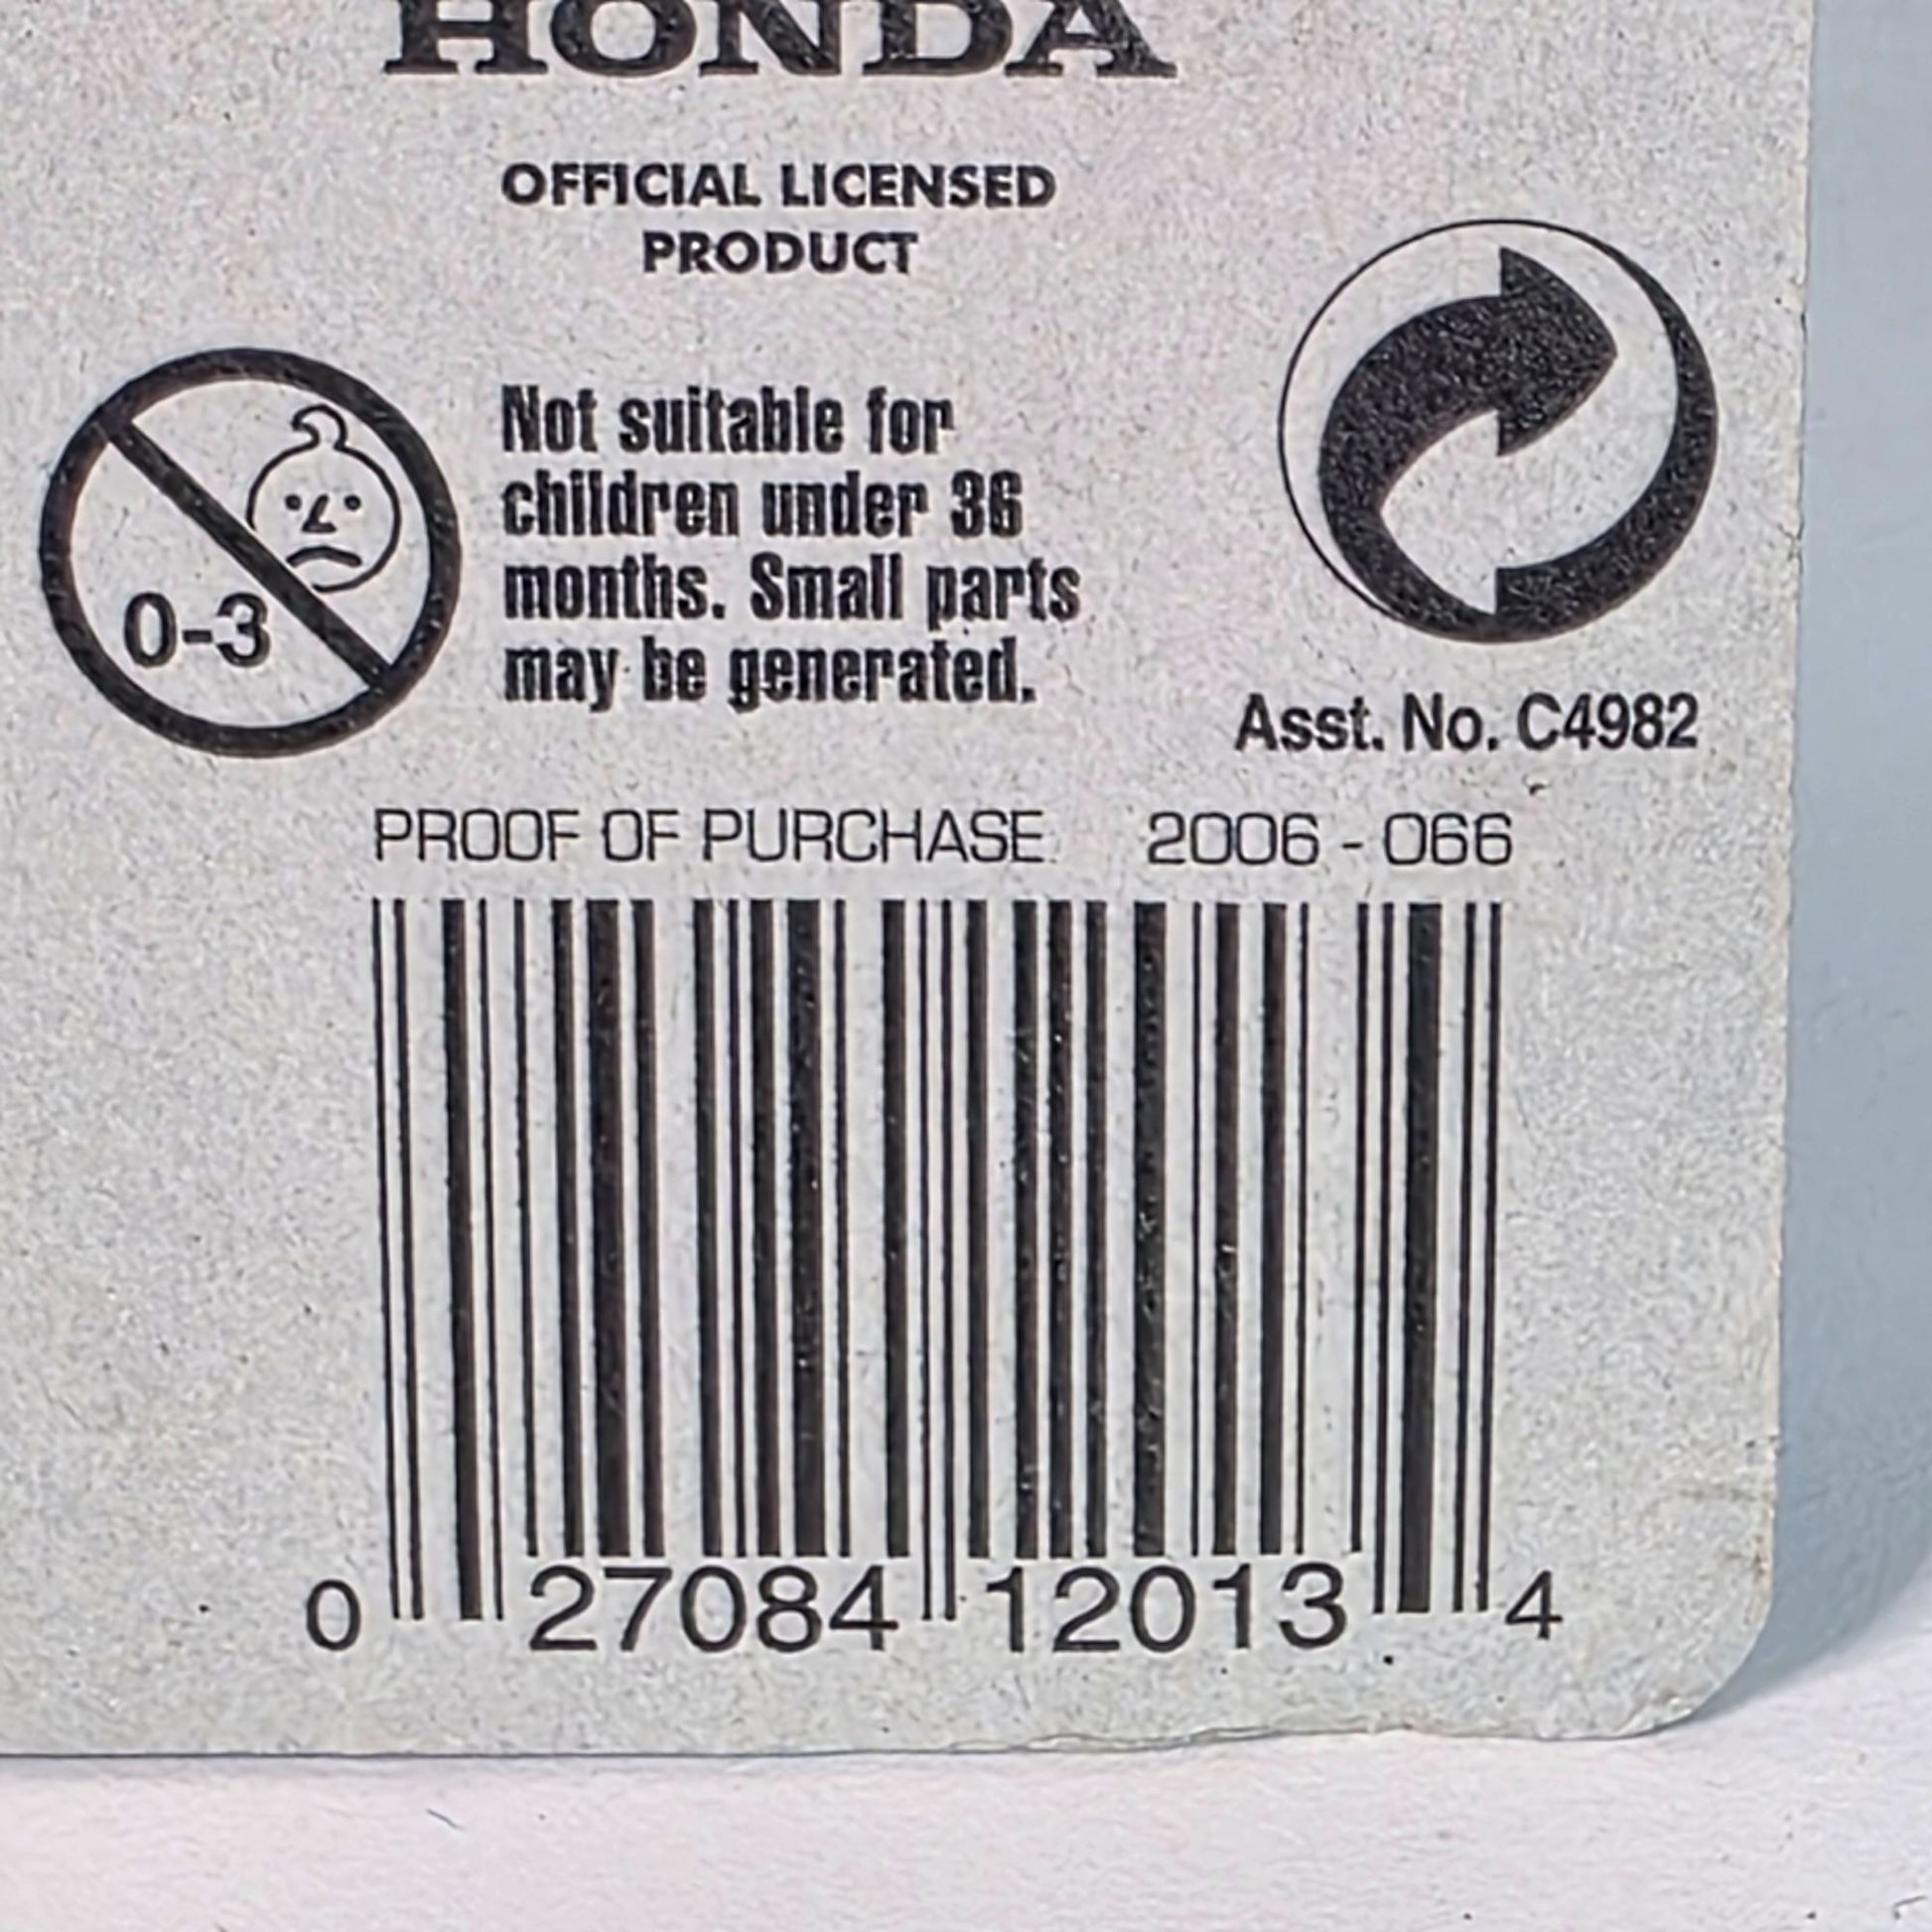 HONDA
OFFICIAL LICENSED
PRODUCT
Not suitable for
children under 36
months. Small parts
may be generated.
0-3
Asst. No. C4982
PROOF OF PURCHASE 2006 - 066
0 27084 12013 4